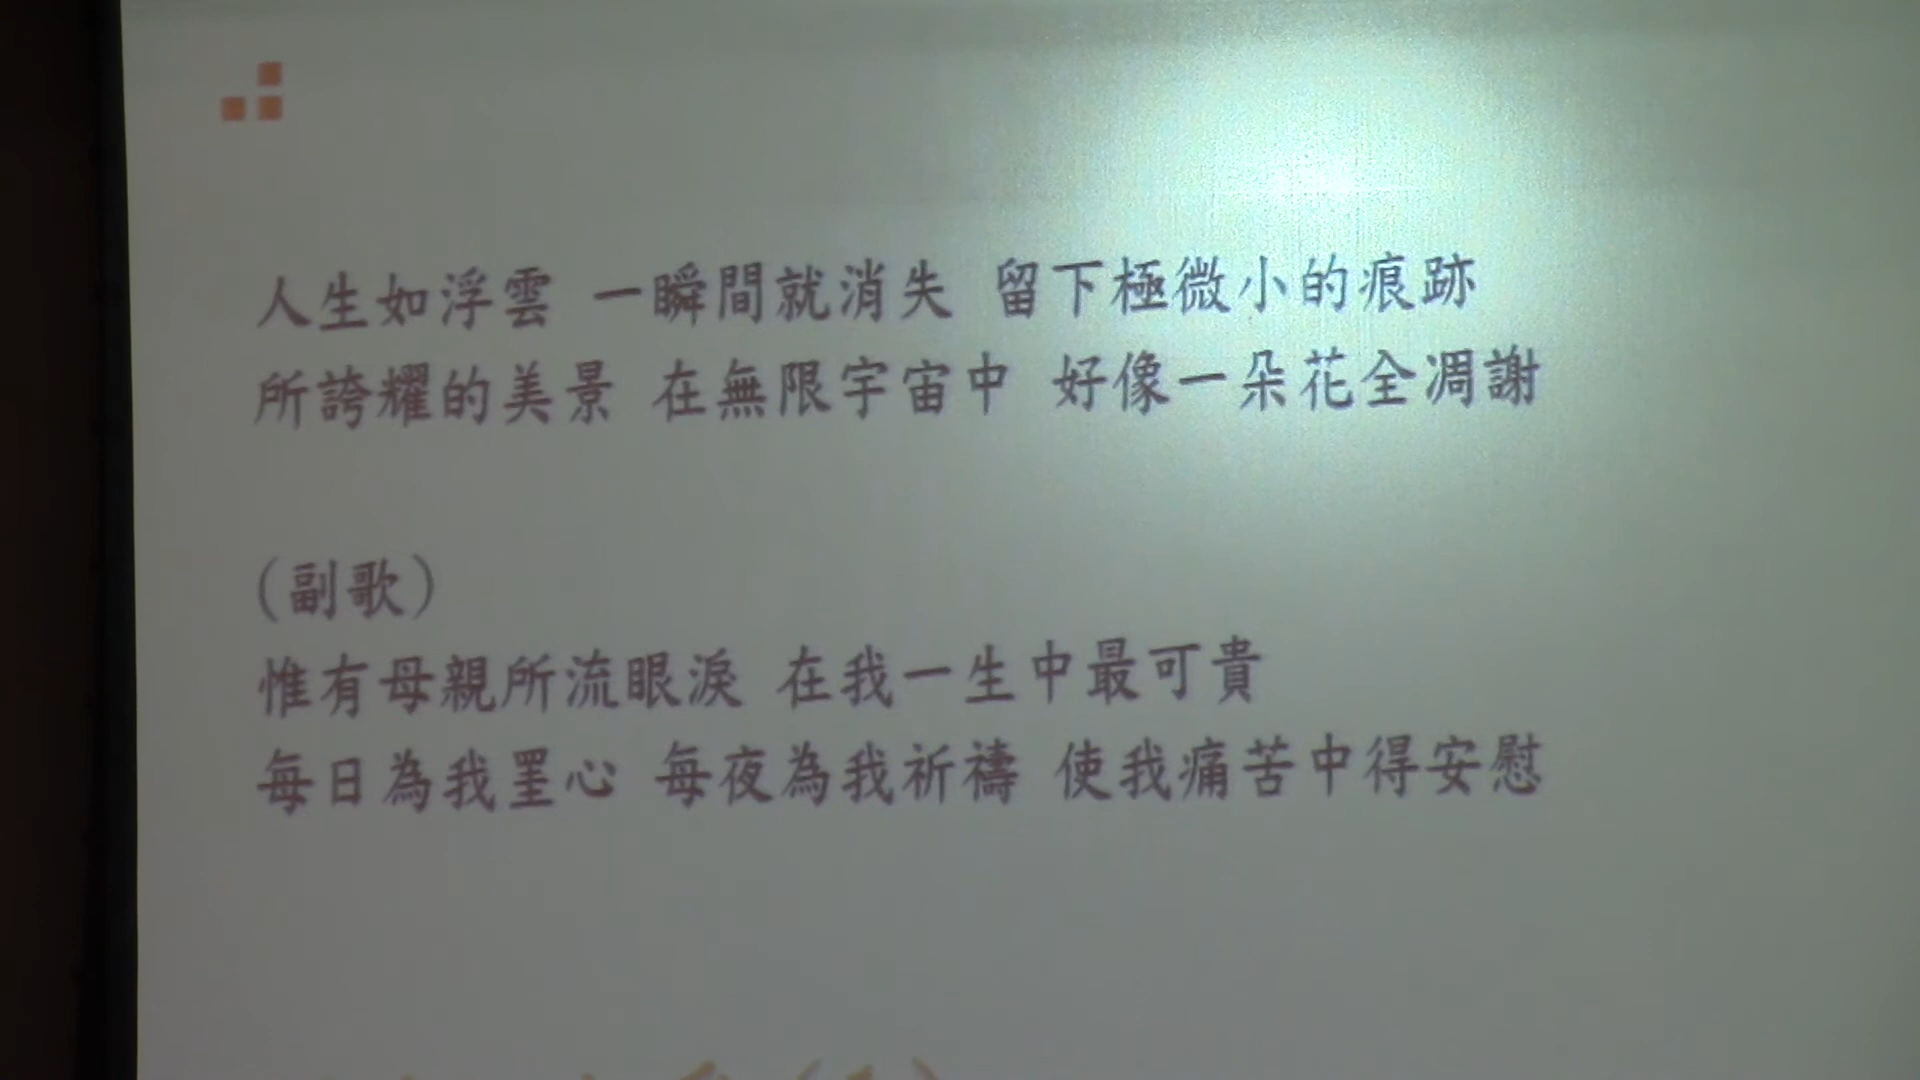 人生如浮雲 一瞬間就消失 留下極微小的痕跡
所誇耀的美景 在無限宇宙中 好像一朵花全凋謝
(副歌)
惟有母親所流眼淚 在我一生中最可貴
每日為我罣心 每夜為我祈禱 使我痛苦中得安慰